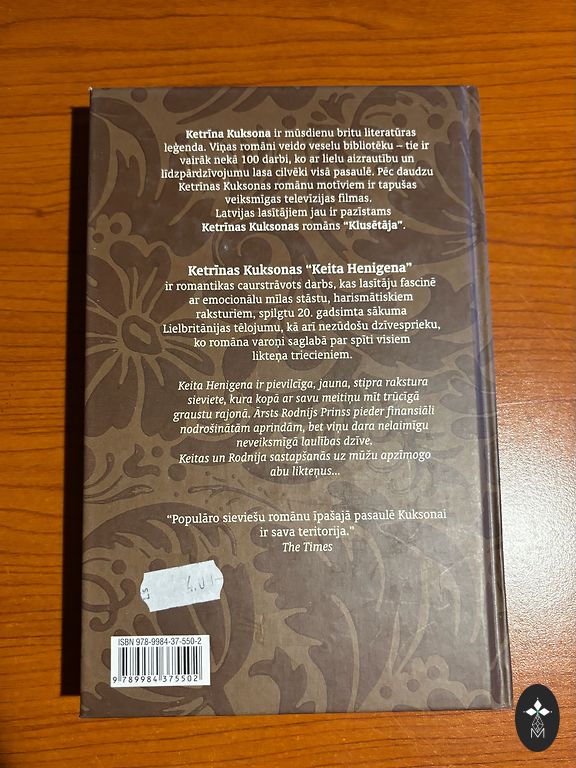 Ketrīna Kuksona ir mūsdienu britu literatūras
leģenda. Viņas romāni veido veselu bibliotēku – tie ir
vairāk nekā 100 darbi, ko ar lielu aizrautību un
līdzpārdzīvojumu lasa cilvēki visā pasaulē. Pēc daudzu
Ketrīnas Kuksonas romānu motīviem ir tapušas
veiksmīgas televīzijas filmas.
Latvijas lasītājiem jau ir pazīstams
Ketrīnas Kuksonas romāns “Klusētāja”.
Ketrīnas Kuksonas “Keita Henigena”
ir romantikas caurstrāvots darbs, kas lasītāju fascinē
ar emocionālu mīlas stāstu, harismātiskiem
raksturiem, spilgtu 20. gadsimta sākuma
Lielbritānijas tēlojumu, kā arī nezūdošu dzīvesprieku,
ko romāna varoņi saglabā par spīti visiem
likteņa triecieniem.
Keita Henigena ir pievilcīga, jauna, stipra rakstura
sieviete, kura kopā ar savu meitiņu mīt trūcīgā
graustu rajonā. Ārsts Rodnijs Prinss pieder finansiāli
nodrošinātām aprindām, bet viņu dara nelaimīgu
neveiksmīgā laulības dzīve.
Keitas un Rodnija sastapšanās uz mūžu apzīmogo
abu likteņus...
“Populāro sieviešu romānu īpašajā pasaulē Kuksonai
ir sava teritorija.”
The Times
ISBN 978-9984-37-550-2
9 789984 375502
M